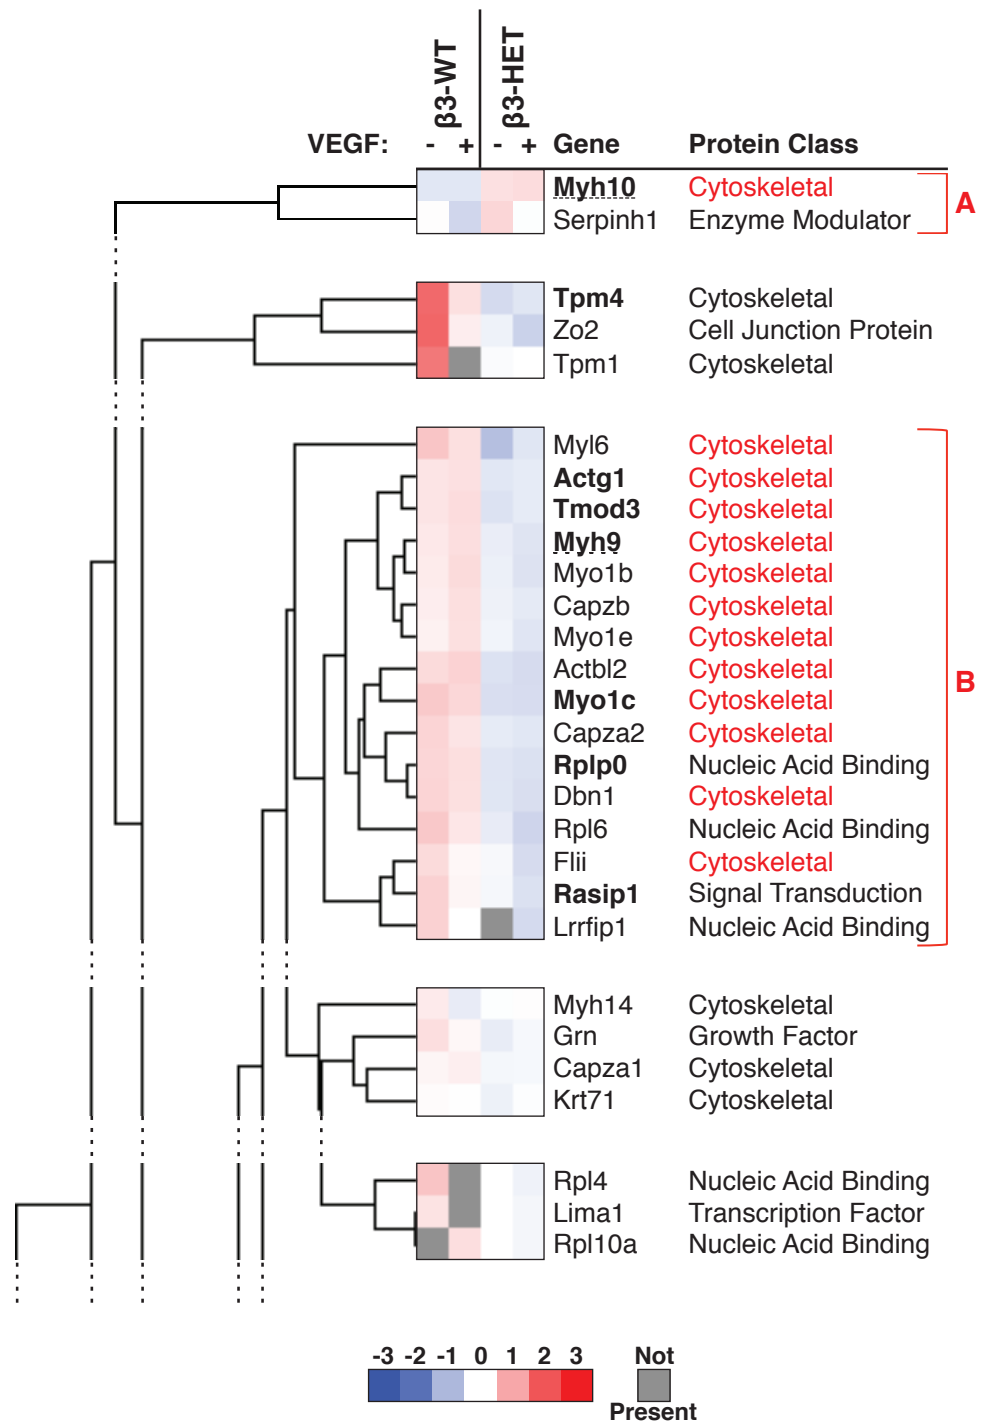 β3-WT β3-HET
VEGF: - + - + Gene Protein Class
Myh10 Cytoskeletal
A
Serpinh1 Enzyme Modulator
Tpm4 Cytoskeletal
Zo2 Cell Junction Protein
Tpm1 Cytoskeletal
Myl6 Cytoskeletal
Actg1 Cytoskeletal
Tmod3 Cytoskeletal
Myh9 Cytoskeletal
Myo1b Cytoskeletal
Capzb Cytoskeletal
Myo1e Cytoskeletal
Actbl2 Cytoskeletal
B
Myo1c Cytoskeletal
Capza2 Cytoskeletal
Rplp0 Nucleic Acid Binding
Dbn1 Cytoskeletal
Rpl6 Nucleic Acid Binding
Flii Cytoskeletal
Rasip1 Signal Transduction
Lrrfip1 Nucleic Acid Binding
Myh14 Cytoskeletal
Grn Growth Factor
Capza1 Cytoskeletal
Krt71 Cytoskeletal
Rpl4 Nucleic Acid Binding
Lima1 Transcription Factor
Rpl10a Nucleic Acid Binding
-3 -2 -1 0 1 2 3 Not
Present